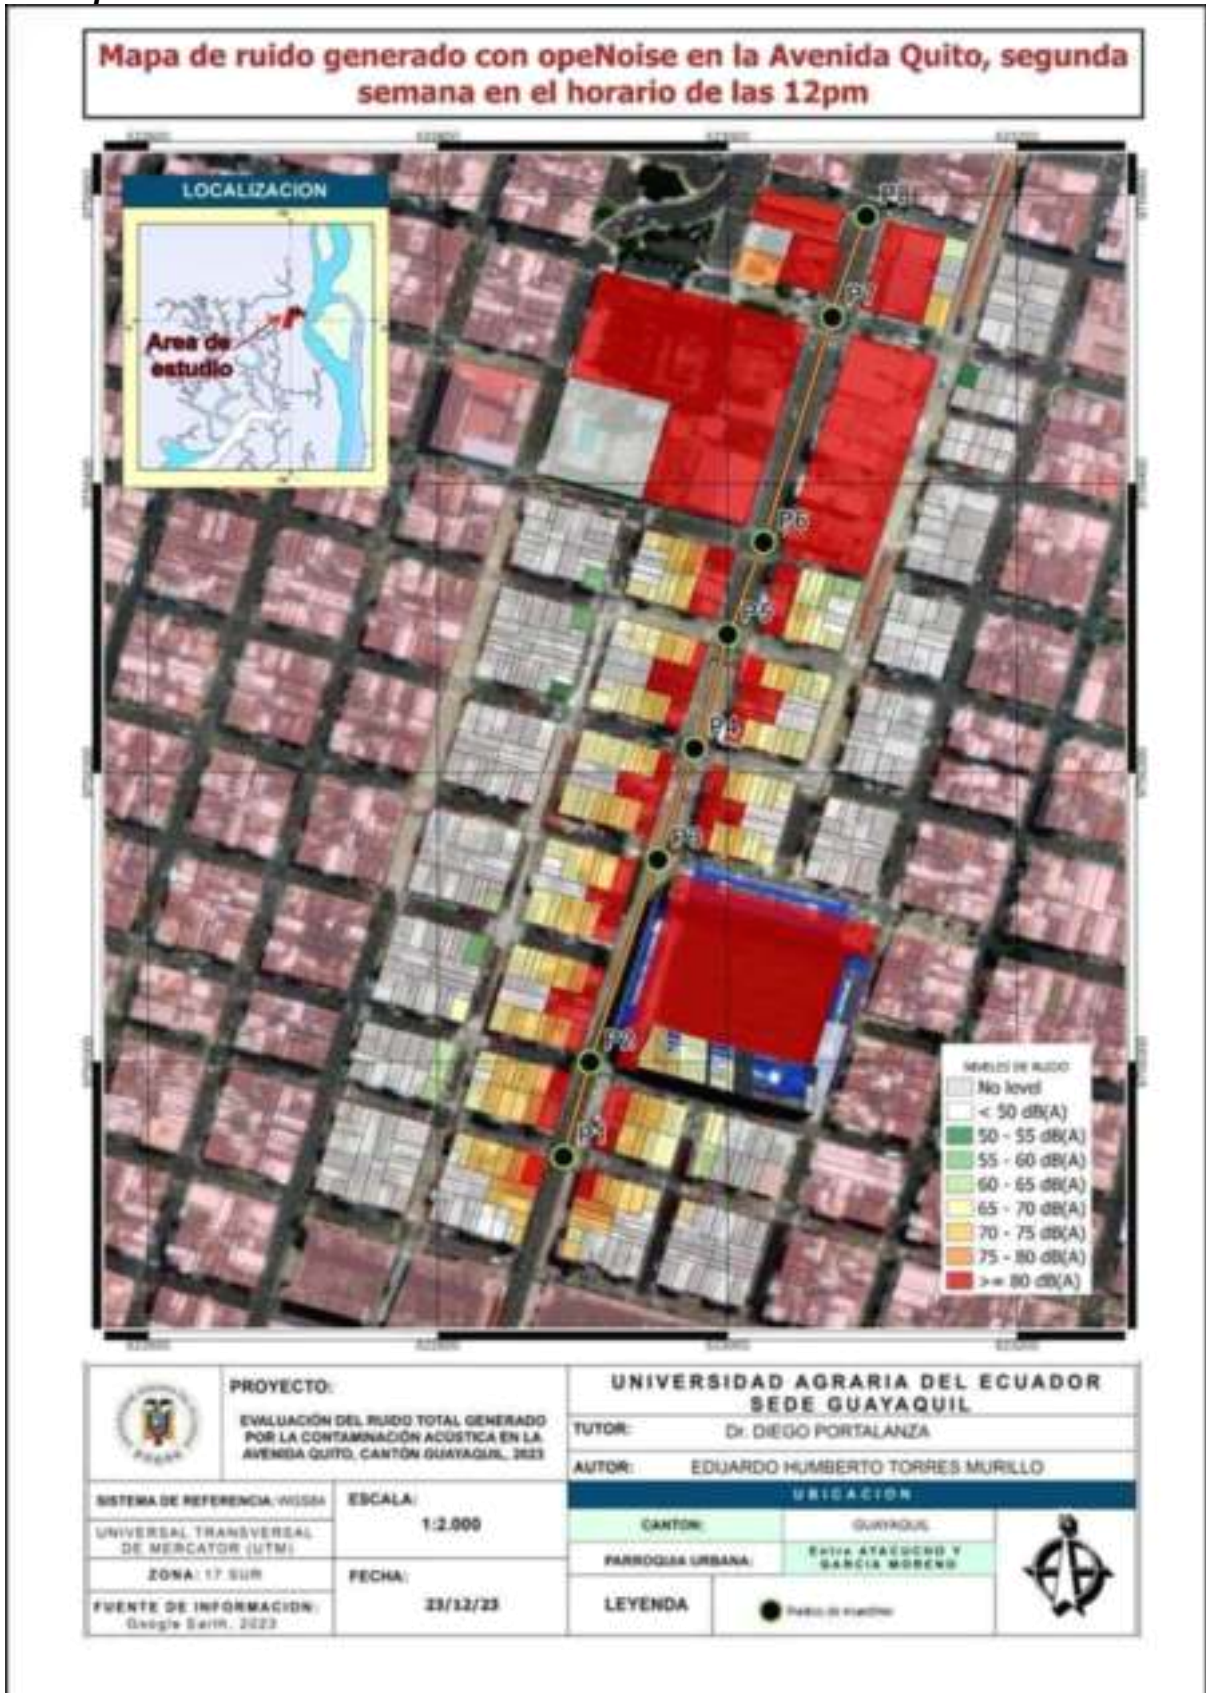 Mapa de ruido generado con opeNoise en la Avenida Quito, segunda
semana en el horario de las 12pm
LOCALIZACION
Area de
estudio
P7
P6
P5
P4
P3
P1
NIVELES DE RUIDO
No level
< 50 dB(A)
50 - 55 dB(A)
55 - 60 dB(A)
60 - 65 dB(A)
65 - 70 dB(A)
70 - 75 dB(A)
75 - 80 dB(A)
>= 80 dB(A)
PROYECTO:
EVALUACIÓN DEL RUIDO TOTAL GENERADO
POR LA CONTAMINACIÓN ACÚSTICA EN LA
AVENIDA QUITO, CANTÓN GUAYAQUIL, 2023
UNIVERSIDAD AGRARIA DEL ECUADOR
SEDE GUAYAQUIL
TUTOR: Dr. DIEGO PORTALANZA
AUTOR: EDUARDO HUMBERTO TORRES MURILLO
SISTEMA DE REFERENCIA: WGS84
UNIVERSAL TRANSVERSAL
DE MERCATOR (UTM)
ZONA: 17 SUR
FUENTE DE INFORMACION:
Google Earth, 2023
ESCALA:
1:2.000
FECHA:
23/12/23
UBICACION
CANTON: GUAYAQUIL
PARROQUIA URBANA: Entre AYACUCHO Y
GARCIA MORENO
LEYENDA